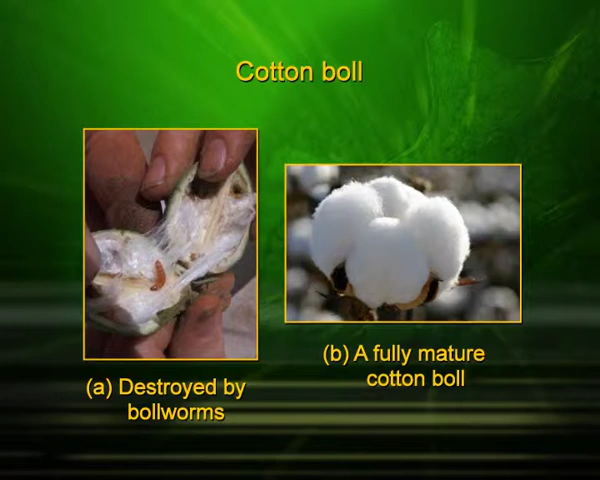 Cotton boll
(a) Destroyed by
bollworms
(b) A fully mature
cotton boll